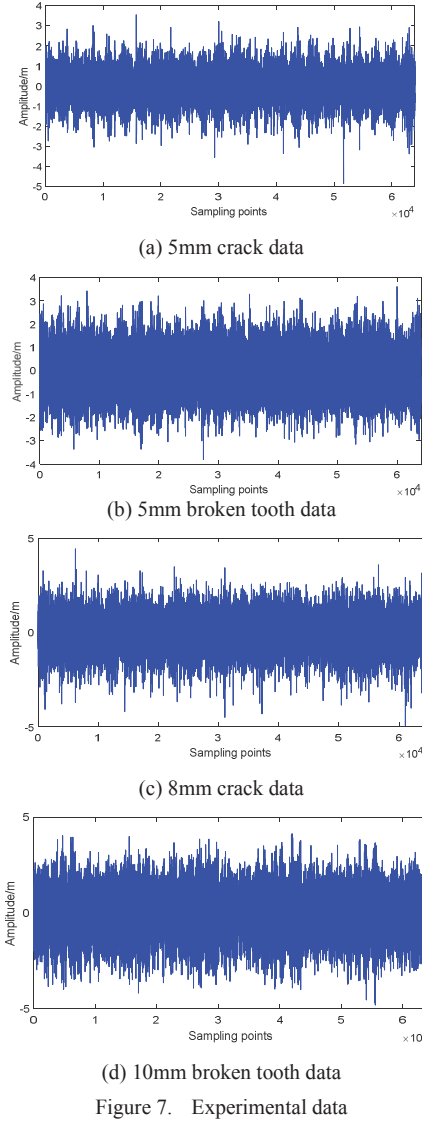 4
3
2
1
0
-1
-2
-3
-4
-5
Amplitude/m
0 1 2 3 4 5 6
Sampling points
×10⁴
(a) 5mm crack data
4
3
2
1
0
-1
-2
-3
-4
Amplitude/m
0 1 2 3 4 5 6
Sampling points
×10⁴
(b) 5mm broken tooth data
5
0
-5
Amplitude/m
0 1 2 3 4 5 6
Sampling points
×10⁴
(c) 8mm crack data
5
0
-5
Amplitude/m
0 1 2 3 4 5 6
Sampling points
×10
(d) 10mm broken tooth data
Figure 7. Experimental data